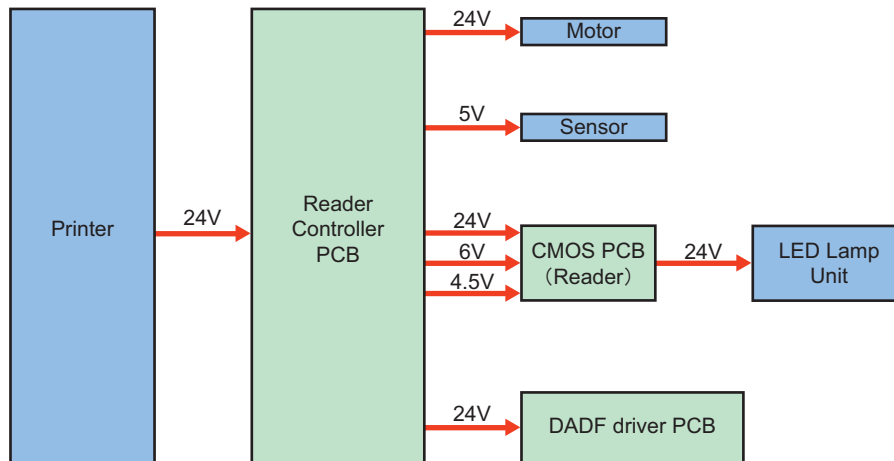 24V
Motor
5V
Sensor
Printer
24V
Reader
Controller
PCB
24V
6V
4.5V
CMOS PCB
（Reader）
24V
LED Lamp
Unit
24V
DADF driver PCB